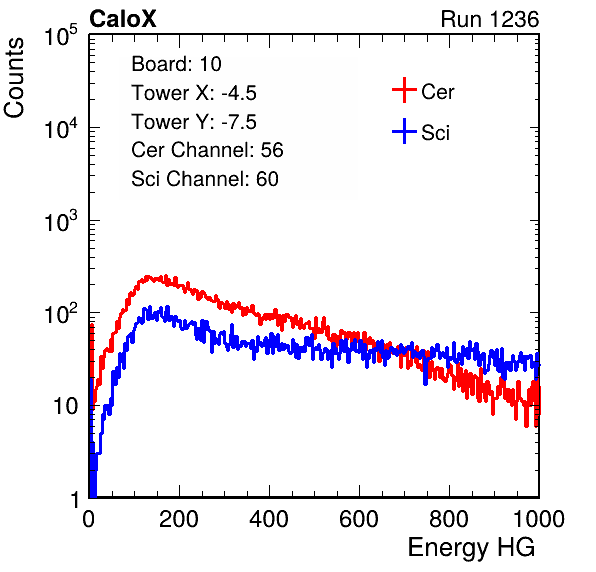 CaloX Run 1236
Counts
10^5
10^4
10^3
10^2
10
1
Board: 10
Tower X: -4.5
Tower Y: -7.5
Cer Channel: 56
Sci Channel: 60
Cer
Sci
0 200 400 600 800 1000
Energy HG